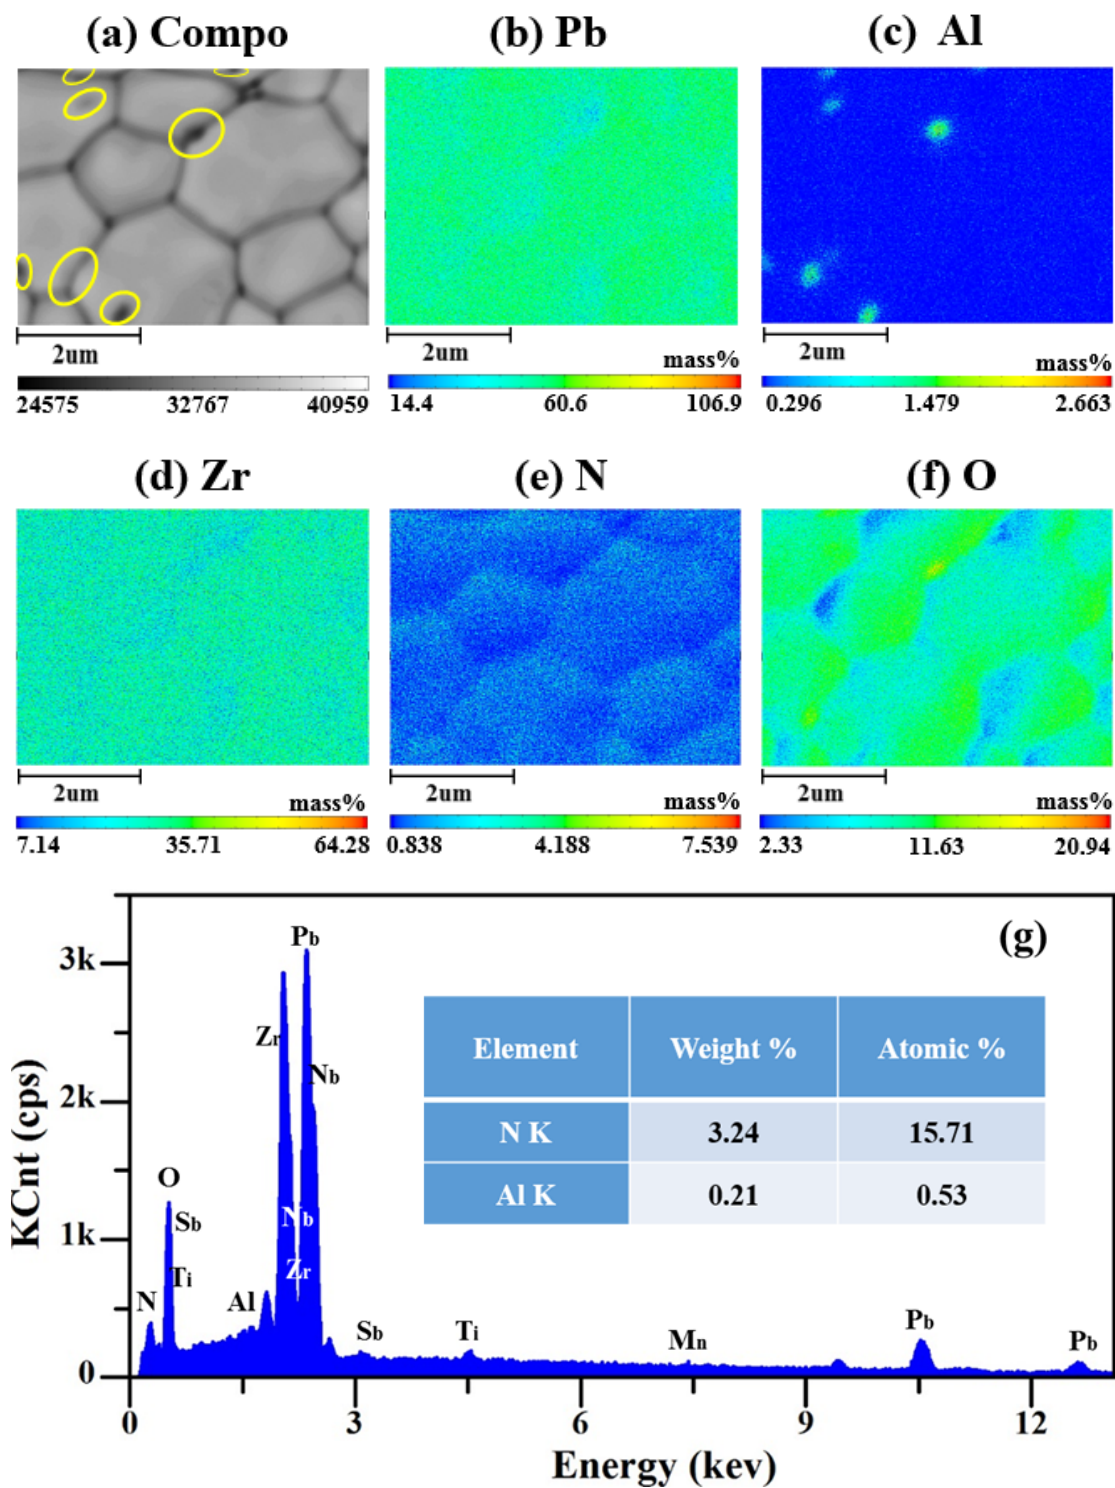 (a) Compo
(b) Pb
(c) Al
2um
2um
2um
mass%
mass%
24575 32767 40959
14.4 60.6 106.9
0.296 1.479 2.663
(d) Zr
(e) N
(f) O
2um
2um
2um
mass%
mass%
mass%
7.14 35.71 64.28
0.838 4.188 7.539
2.33 11.63 20.94
(g)
KCnt (cps)
3k
2k
1k
0
Pb
Zr
Nb
O
Sb
Ti
Nb
Zr
N
Al
Sb
Ti
Mn
Pb
Pb
Element Weight % Atomic %
N K 3.24 15.71
Al K 0.21 0.53
0 3 6 9 12
Energy (kev)